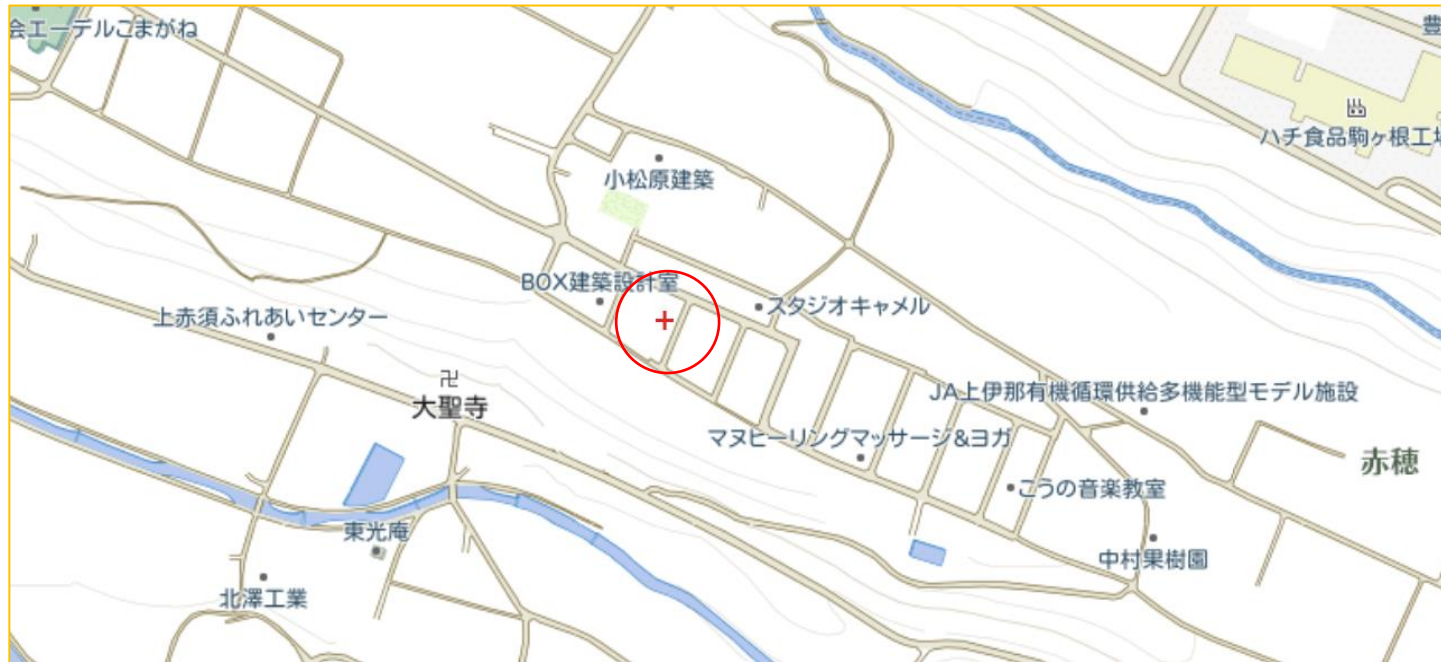 会エーデルこまがね
豊
ハチ食品駒ヶ根工場
小松原建築
BOX建築設計室
スタジオキャメル
上赤須ふれあいセンター
卍
大聖寺
JA上伊那有機循環供給多機能型モデル施設
マヌヒーリングマッサージ&ヨガ
赤穂
こうの音楽教室
東光庵
中村果樹園
北澤工業